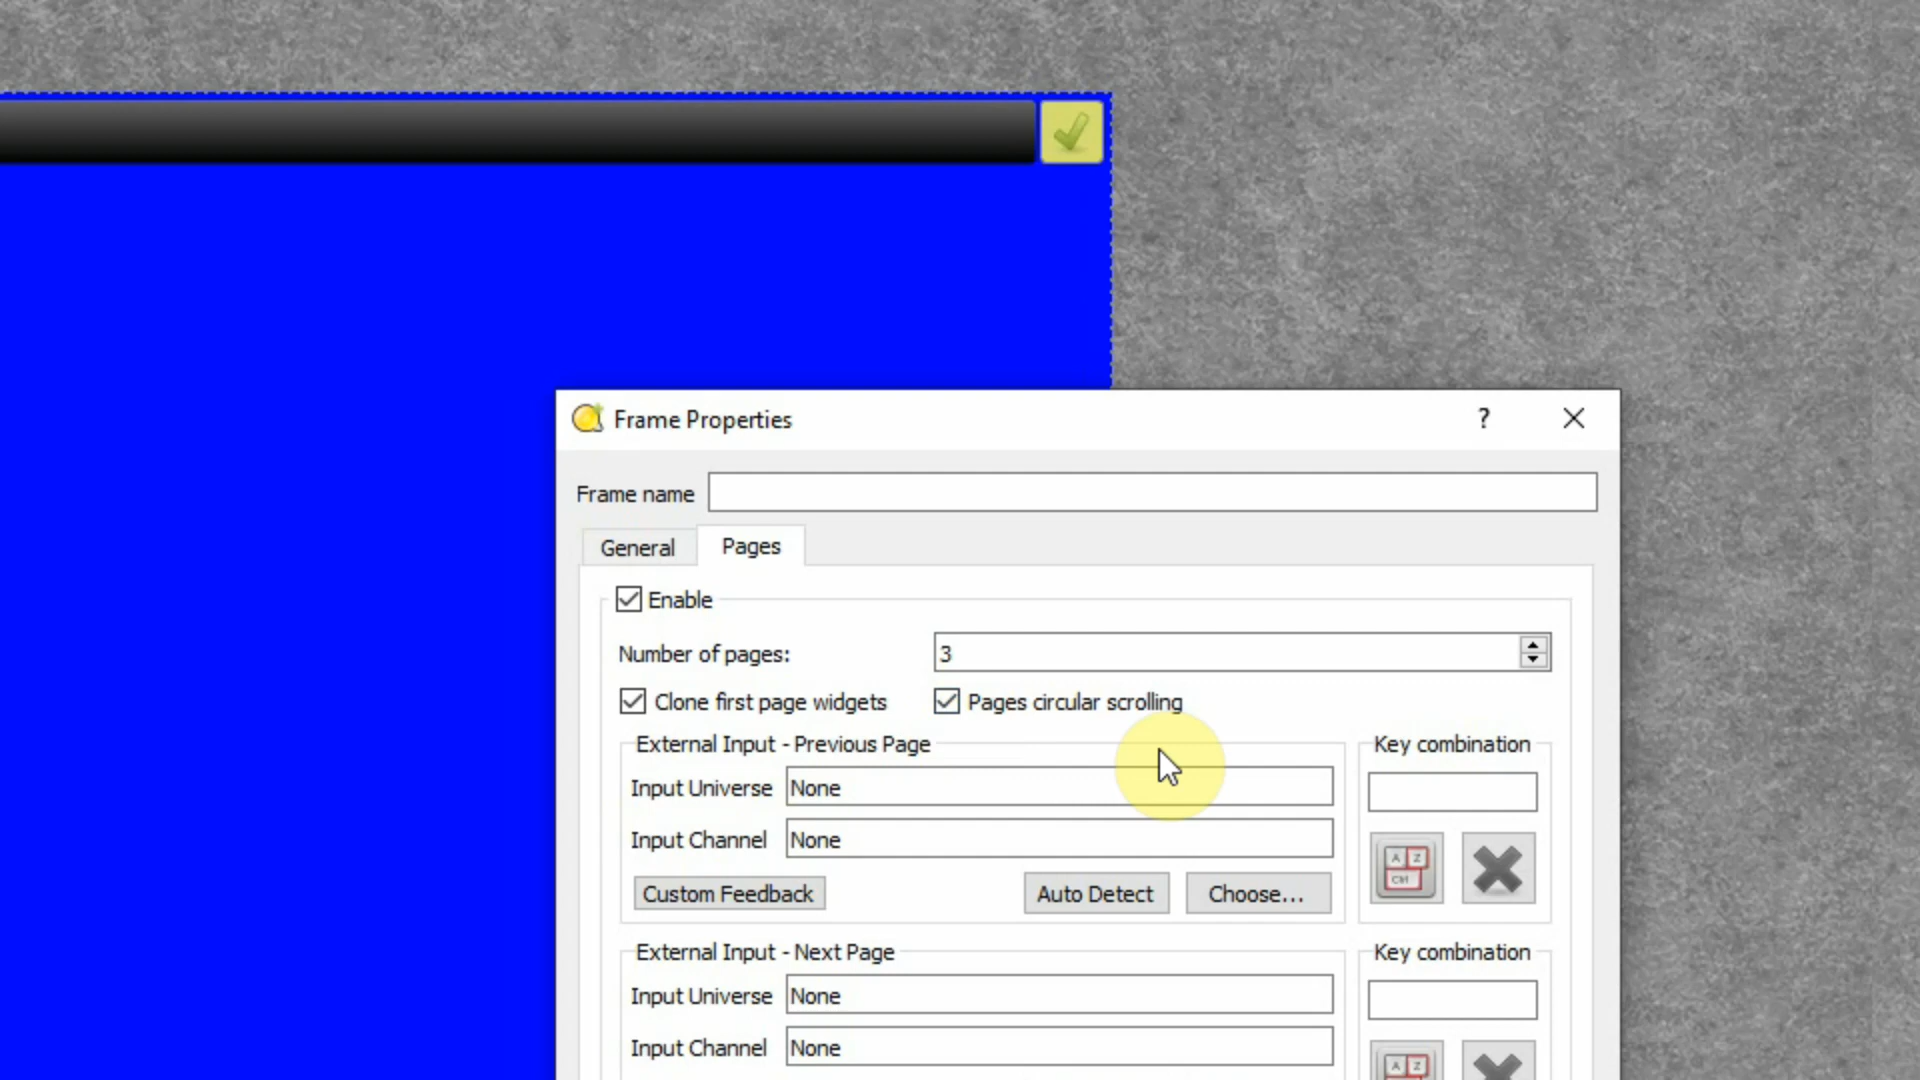 Frame Properties
?
Frame name
General
Pages
Enable
Number of pages:
3
Clone first page widgets
Pages circular scrolling
External Input - Previous Page
Key combination
Input Universe
None
Input Channel
None
A Z
Ctrl
Custom Feedback
Auto Detect
Choose...
External Input - Next Page
Key combination
Input Universe
None
Input Channel
None
A Z